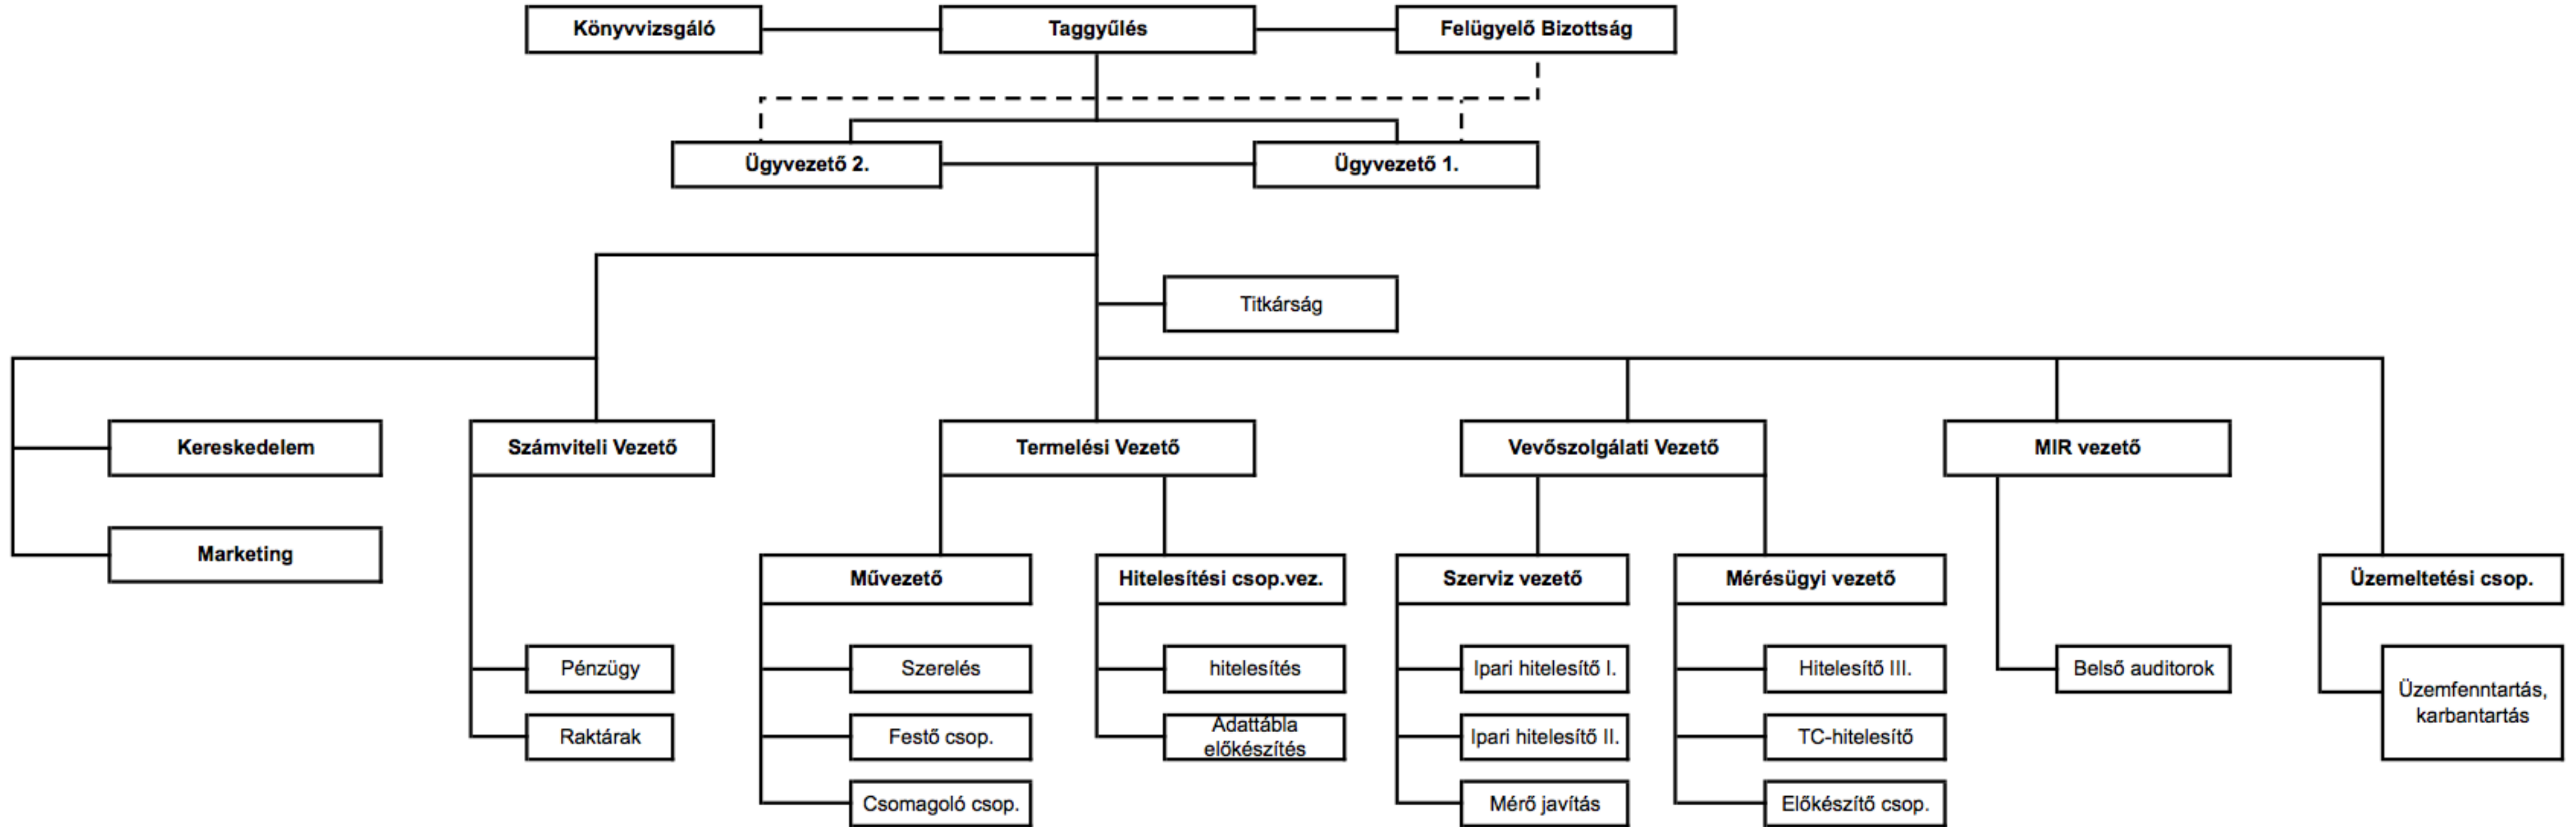 Könyvvizsgáló
Taggyűlés
Felügyelő Bizottság
Ügyvezető 2.
Ügyvezető 1.
Titkárság
Kereskedelem
Számviteli Vezető
Termelési Vezető
Vevőszolgálati Vezető
MIR vezető
Marketing
Művezető
Hitelesítési csop.vez.
Szerviz vezető
Mérésügyi vezető
Üzemeltetési csop.
Pénzügy
Szerelés
hitelesítés
Ipari hitelesítő I.
Hitelesítő III.
Belső auditorok
Üzemfenntartás,
karbantartás
Raktárak
Festő csop.
Adattábla
előkészítés
Ipari hitelesítő II.
TC-hitelesítő
Csomagoló csop.
Mérő javítás
Előkészítő csop.